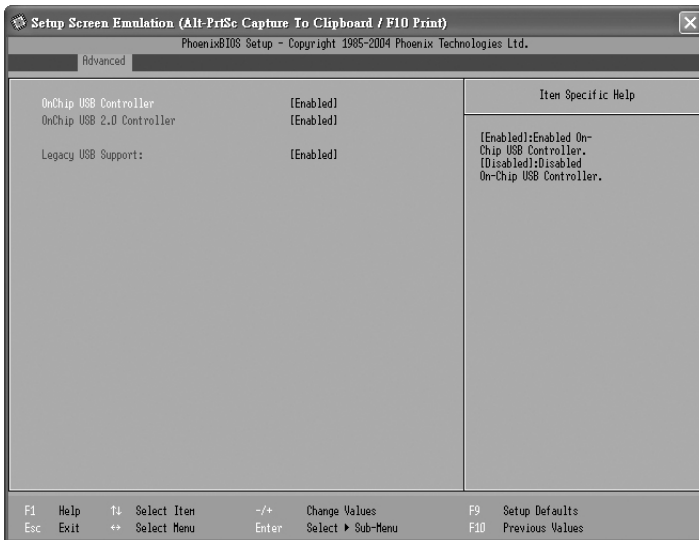 Setup Screen Emulation (Alt-PrtSc Capture To Clipboard / F10 Print)
PhoenixBIOS Setup - Copyright 1985-2004 Phoenix Technologies Ltd.
Advanced
OnChip USB Controller [Enabled]
OnChip USB 2.0 Controller [Enabled]
Legacy USB Support: [Enabled]
Item Specific Help
[Enabled]:Enabled On-
Chip USB Controller.
[Disabled]:Disabled
On-Chip USB Controller.
F1 Help ↑↓ Select Item -/+ Change Values F9 Setup Defaults
Esc Exit ↔ Select Menu Enter Select ▶ Sub-Menu F10 Previous Values